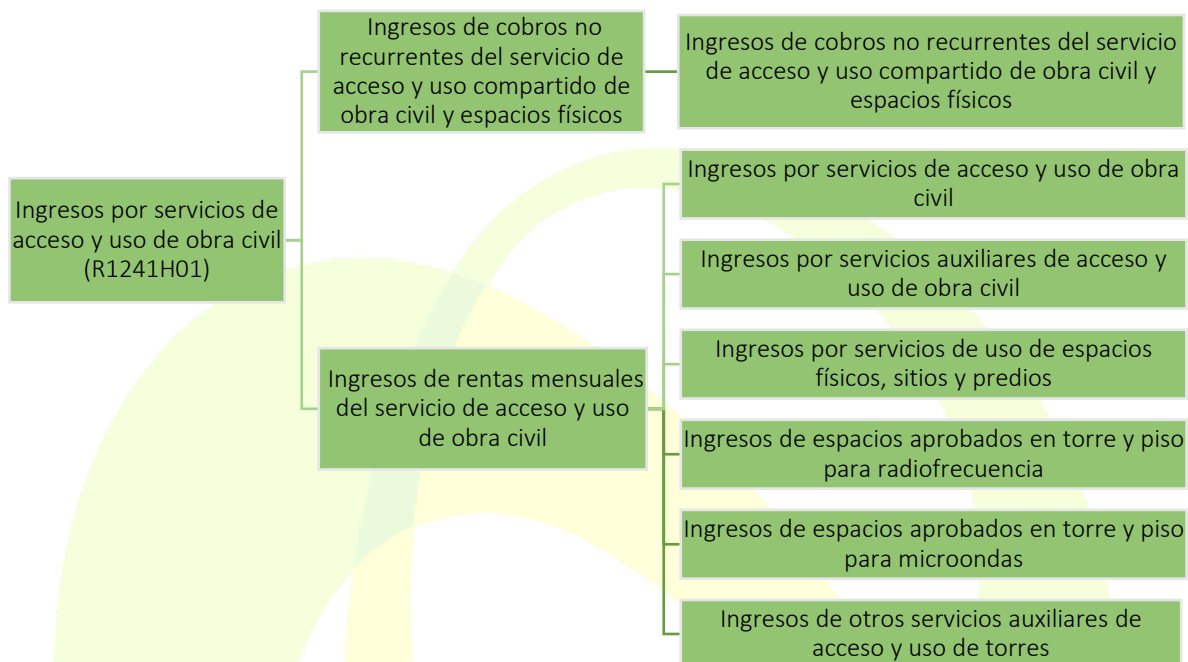 Ingresos por servicios de
acceso y uso de obra civil
(R1241H01)
Ingresos de cobros no
recurrentes del servicio de
acceso y uso compartido de
obra civil y espacios físicos
Ingresos de cobros no recurrentes del servicio
de acceso y uso compartido de obra civil y
espacios físicos
Ingresos de rentas mensuales
del servicio de acceso y uso
de obra civil
Ingresos por servicios de acceso y uso de obra
civil
Ingresos por servicios auxiliares de acceso y
uso de obra civil
Ingresos por servicios de uso de espacios
físicos, sitios y predios
Ingresos de espacios aprobados en torre y piso
para radiofrecuencia
Ingresos de espacios aprobados en torre y piso
para microondas
Ingresos de otros servicios auxiliares de
acceso y uso de torres